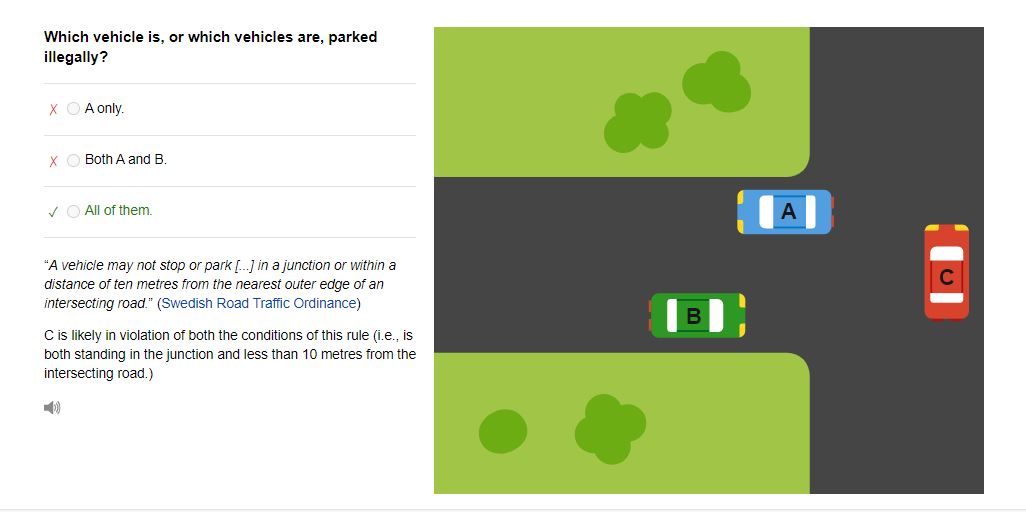 Which vehicle is, or which vehicles are, parked
illegally?
A only.
Both A and B.
All of them.
“A vehicle may not stop or park [...] in a junction or within a
distance of ten metres from the nearest outer edge of an
intersecting road.” (Swedish Road Traffic Ordinance)
C is likely in violation of both the conditions of this rule (i.e., is
both standing in the junction and less than 10 metres from the
intersecting road.)
A
C
B